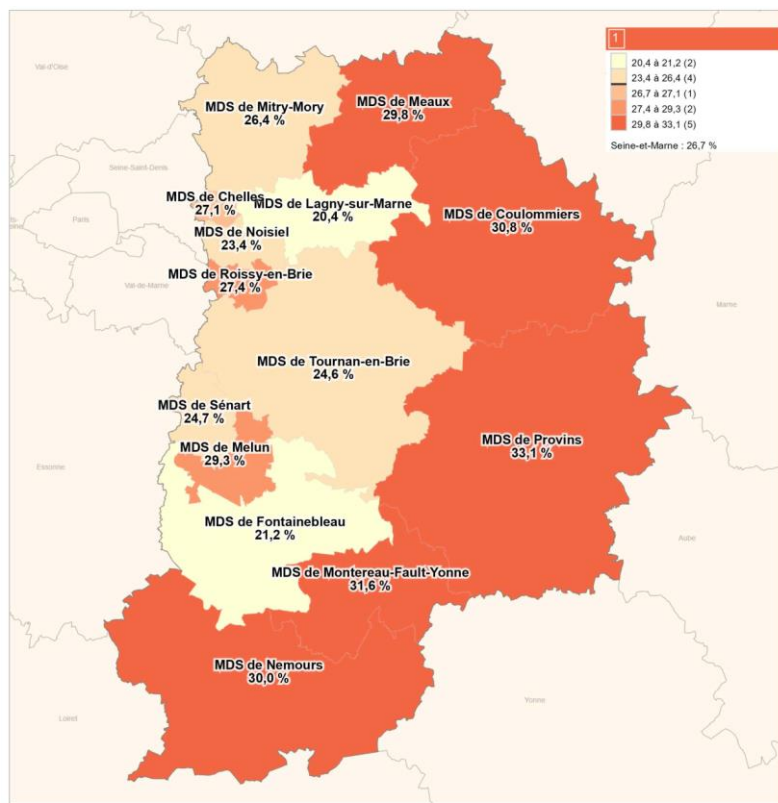 1
20,4 à 21,2 (2)
23,4 à 26,4 (4)
26,7 à 27,1 (1)
27,4 à 29,3 (2)
29,8 à 33,1 (5)
Seine-et-Marne : 26,7 %
Val-d'Oise
MDS de Mitry-Mory
26,4 %
MDS de Meaux
29,8 %
Seine-Saint-Denis
MDS de Chelles
27,1 %
MDS de Lagny-sur-Marne
20,4 %
MDS de Coulommiers
30,8 %
Paris
MDS de Noisiel
23,4 %
MDS de Roissy-en-Brie
27,4 %
Val-de-Marne
Marne
MDS de Tournan-en-Brie
24,6 %
MDS de Sénart
24,7 %
MDS de Melun
29,3 %
MDS de Provins
33,1 %
Essonne
MDS de Fontainebleau
21,2 %
Aube
MDS de Montereau-Fault-Yonne
31,6 %
MDS de Nemours
30,0 %
Loiret
Yonne